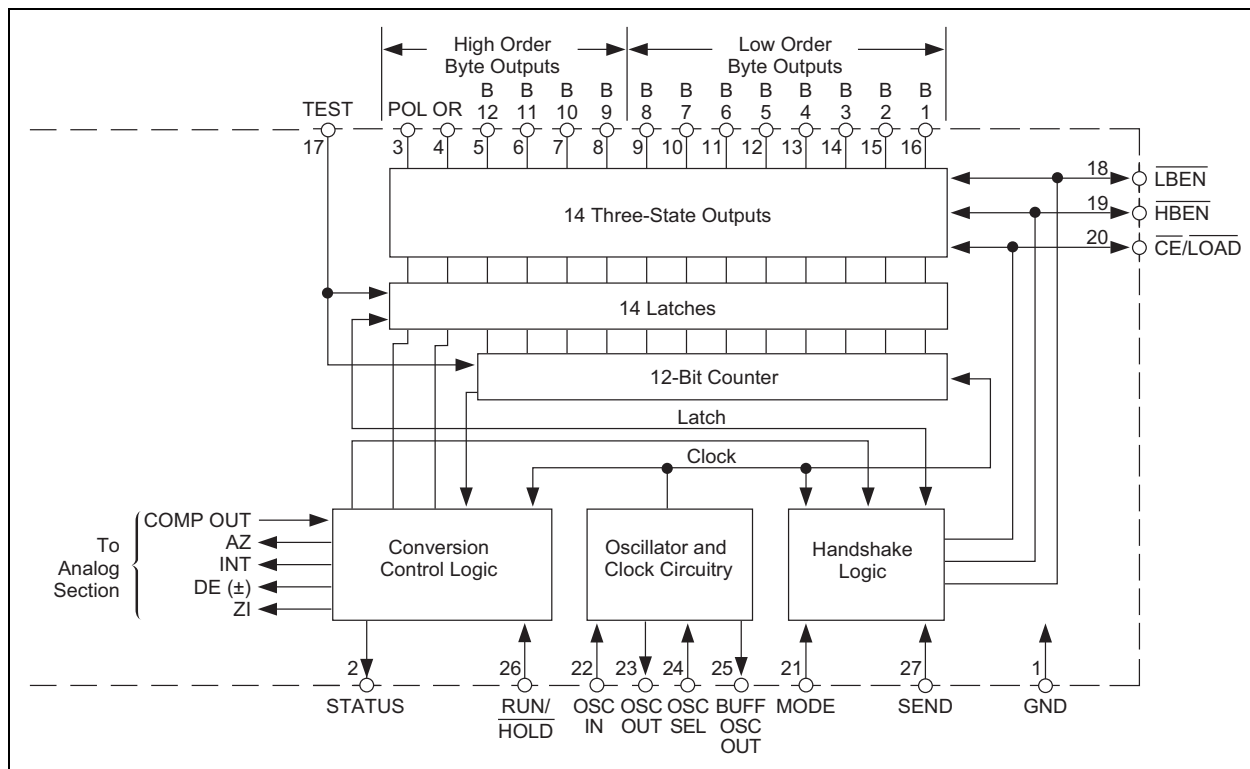 High Order
Byte Outputs
Low Order
Byte Outputs
TEST
POL OR
B
12
B
11
B
10
B
9
B
8
B
7
B
6
B
5
B
4
B
3
B
2
B
1
17
3
4
5
6
7
8
9
10
11
12
13
14
15
16
18
LBEN
19
HBEN
20
CE/LOAD
14 Three-State Outputs
14 Latches
12-Bit Counter
Latch
Clock
To
Analog
Section
COMP OUT
AZ
INT
DE (±)
ZI
Conversion
Control Logic
Oscillator and
Clock Circuitry
Handshake
Logic
2
26
22
23
24
25
21
27
1
STATUS
RUN/
HOLD
OSC
IN
OSC
OUT
OSC
SEL
BUFF
OSC
OUT
MODE
SEND
GND